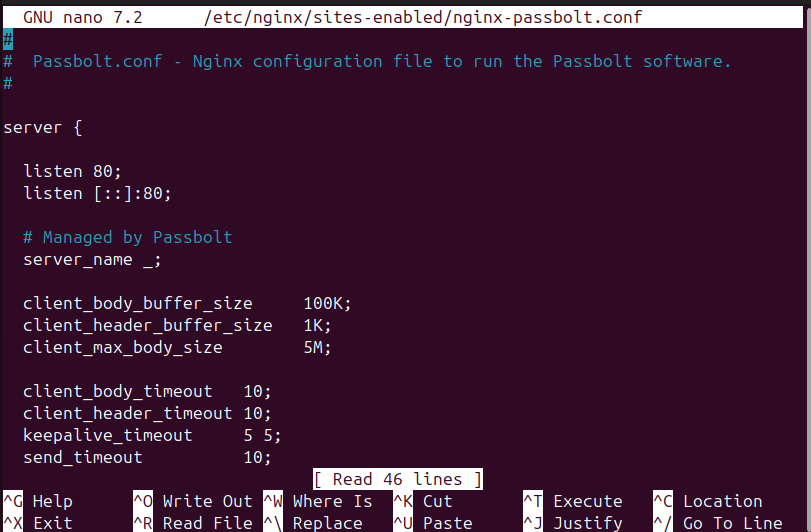 GNU nano 7.2 /etc/nginx/sites-enabled/nginx-passbolt.conf
#
#  Passbolt.conf - Nginx configuration file to run the Passbolt software.
#
server {
listen 80;
listen [::]:80;
# Managed by Passbolt
server_name _;
client_body_buffer_size     100K;
client_header_buffer_size   1K;
client_max_body_size        5M;
client_body_timeout   10;
client_header_timeout 10;
keepalive_timeout     5 5;
send_timeout          10;
[ Read 46 lines ]
^G Help ^O Write Out ^W Where Is ^K Cut ^T Execute ^C Location
^X Exit ^R Read File ^\ Replace ^U Paste ^J Justify ^/ Go To Line